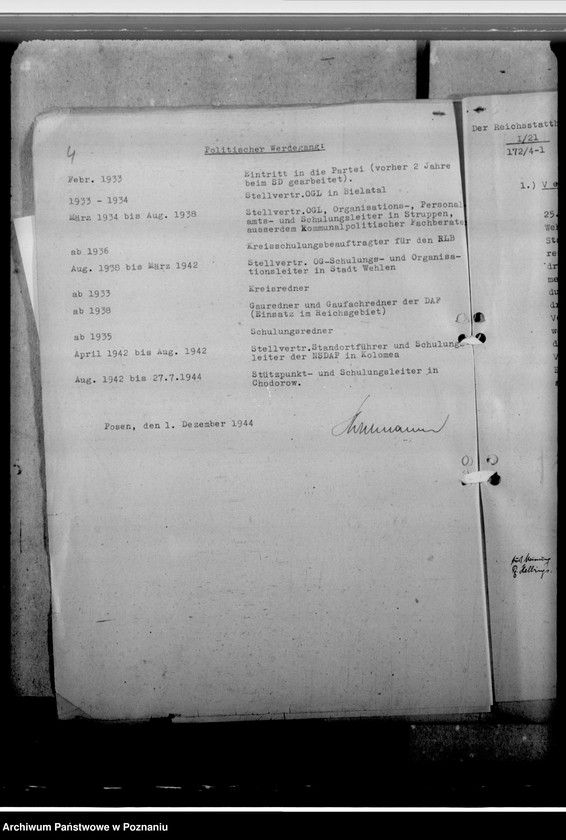 4
Politischer Werdegang:
Febr. 1933 Eintritt in die Partei (vorher 2 Jahre
beim SD gearbeitet).
1933 - 1934 Stellvertr.OGL in Bielatal
März 1934 bis Aug. 1938 Stellvertr.OGL, Organisations-, Personal
amts- und Schulungsleiter in Struppen,
ausserdem Kommunalpolitischer Fachberate
ab 1936 Kreisschulungsbeauftragter für den RLB
Aug. 1938 bis März 1942 Stellvertr. OG-Schulungs- und Organisa-
tionsleiter in Stadt Wehlen
ab 1933 Kreisredner
ab 1938 Gauredner und Gaufachredner der DAF
(Einsatz im Reichsgebiet)
ab 1935 Schulungsredner
April 1942 bis Aug. 1942 Stellvertr.Standortführer und Schulungs-
leiter der NSDAP in Kolomea
Aug. 1942 bis 27.7.1944 Stützpunkt- und Schulungsleiter in
Chodorow.
Posen, den 1. Dezember 1944
Der Reichsstatth
I/21
172/4-1
1.)
25.
Archiwum Państwowe w Poznaniu